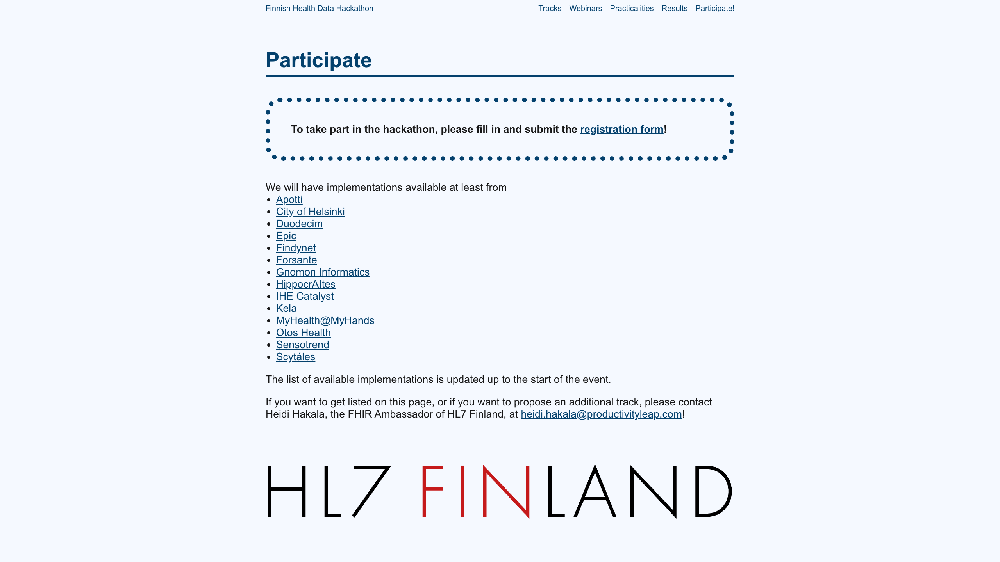 Finnish Health Data Hackathon
Tracks Webinars Practicalities Results Participate!
Participate
To take part in the hackathon, please fill in and submit the registration form!
We will have implementations available at least from
• Apotti
• City of Helsinki
• Duodecim
• Epic
• Findynet
• Forsante
• Gnomon Informatics
• HippocrAItes
• IHE Catalyst
• Kela
• MyHealth@MyHands
• Otos Health
• Sensotrend
• Scytáles
The list of available implementations is updated up to the start of the event.
If you want to get listed on this page, or if you want to propose an additional track, please contact
Heidi Hakala, the FHIR Ambassador of HL7 Finland, at heidi.hakala@productivityleap.com!
HL7 FINLAND